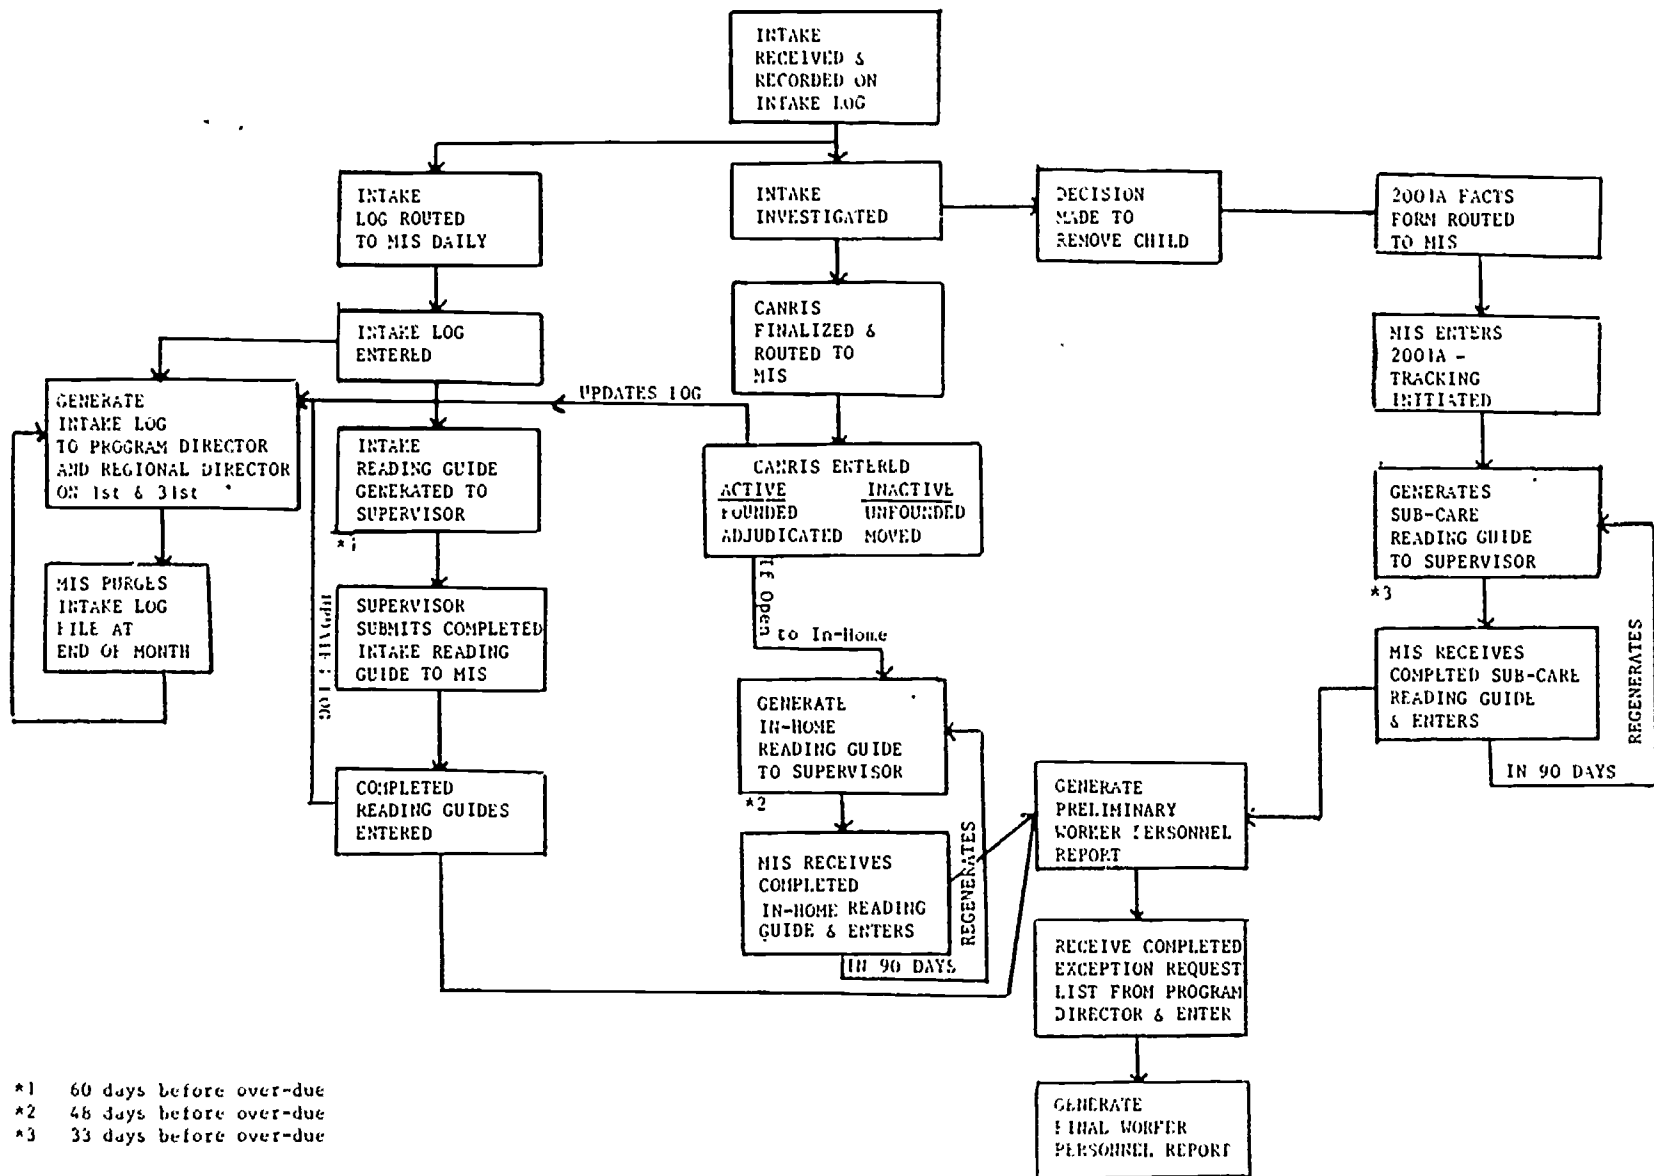 INTAKE
RECEIVED &
RECORDED ON
INTAKE LOG
INTAKE
LOG ROUTED
TO MIS DAILY
INTAKE
INVESTIGATED
DECISION
MADE TO
REMOVE CHILD
2001A FACTS
FORM ROUTED
TO MIS
INTAKE LOG
ENTERED
CANRIS
FINALIZED &
ROUTED TO
MIS
MIS ENTERS
2001A -
TRACKING
INITIATED
GENERATE
INTAKE LOG
TO PROGRAM DIRECTOR
AND REGIONAL DIRECTOR
ON 1st & 31st
UPDATES LOG
INTAKE
READING GUIDE
GENERATED TO
SUPERVISOR
*1
CANRIS ENTERED
ACTIVE INACTIVE
FOUNDED UNFOUNDED
ADJUDICATED MOVED
GENERATES
SUB-CARE
READING GUIDE
TO SUPERVISOR
*3
MIS PURGES
INTAKE LOG
FILE AT
END OF MONTH
UPDATES LOG
SUPERVISOR
SUBMITS COMPLETED
INTAKE READING
GUIDE TO MIS
If Open to In-Home
MIS RECEIVES
COMPLTED SUB-CARE
READING GUIDE
& ENTERS
REGENERATES
IN 90 DAYS
GENERATE
IN-HOME
READING GUIDE
TO SUPERVISOR
*2
COMPLETED
READING GUIDES
ENTERED
GENERATE
PRELIMINARY
WORKER PERSONNEL
REPORT
MIS RECEIVES
COMPLETED
IN-HOME READING
GUIDE & ENTERS
REGENERATES
IN 90 DAYS
RECEIVE COMPLETED
EXCEPTION REQUEST
LIST FROM PROGRAM
DIRECTOR & ENTER
GENERATE
FINAL WORKER
PERSONNEL REPORT
*1 60 days before over-due
*2 48 days before over-due
*3 33 days before over-due